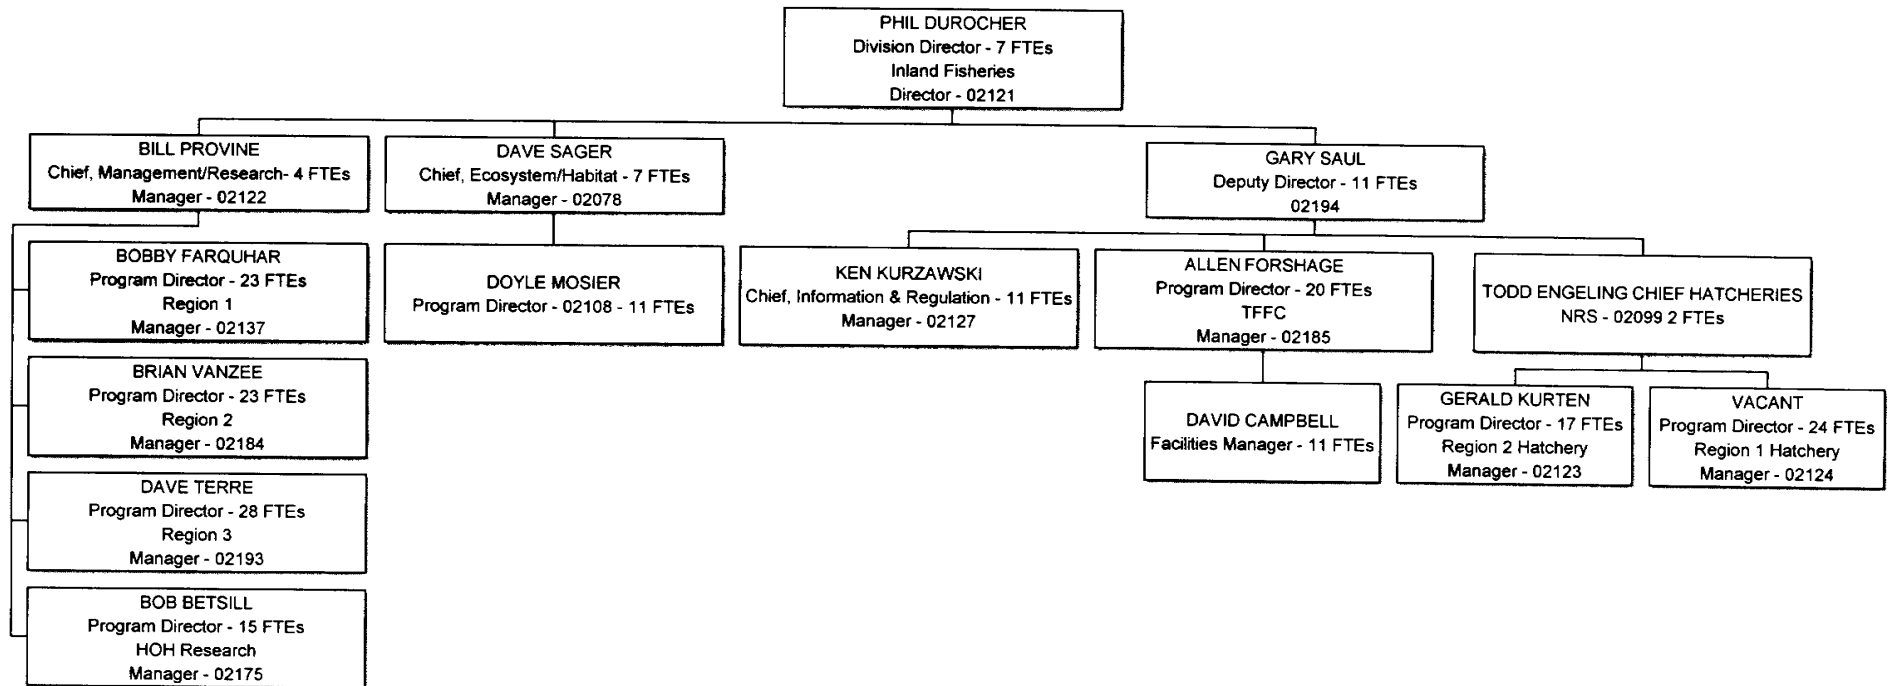 PHIL DUROCHER
Division Director - 7 FTEs
Inland Fisheries
Director - 02121
BILL PROVINE
Chief, Management/Research- 4 FTEs
Manager - 02122
DAVE SAGER
Chief, Ecosystem/Habitat - 7 FTEs
Manager - 02078
GARY SAUL
Deputy Director - 11 FTEs
02194
BOBBY FARQUHAR
Program Director - 23 FTEs
Region 1
Manager - 02137
DOYLE MOSIER
Program Director - 02108 - 11 FTEs
KEN KURZAWSKI
Chief, Information & Regulation - 11 FTEs
Manager - 02127
ALLEN FORSHAGE
Program Director - 20 FTEs
TFFC
Manager - 02185
TODD ENGELING CHIEF HATCHERIES
NRS - 02099 2 FTEs
BRIAN VANZEE
Program Director - 23 FTEs
Region 2
Manager - 02184
DAVID CAMPBELL
Facilities Manager - 11 FTEs
GERALD KURTEN
Program Director - 17 FTEs
Region 2 Hatchery
Manager - 02123
VACANT
Program Director - 24 FTEs
Region 1 Hatchery
Manager - 02124
DAVE TERRE
Program Director - 28 FTEs
Region 3
Manager - 02193
BOB BETSILL
Program Director - 15 FTEs
HOH Research
Manager - 02175